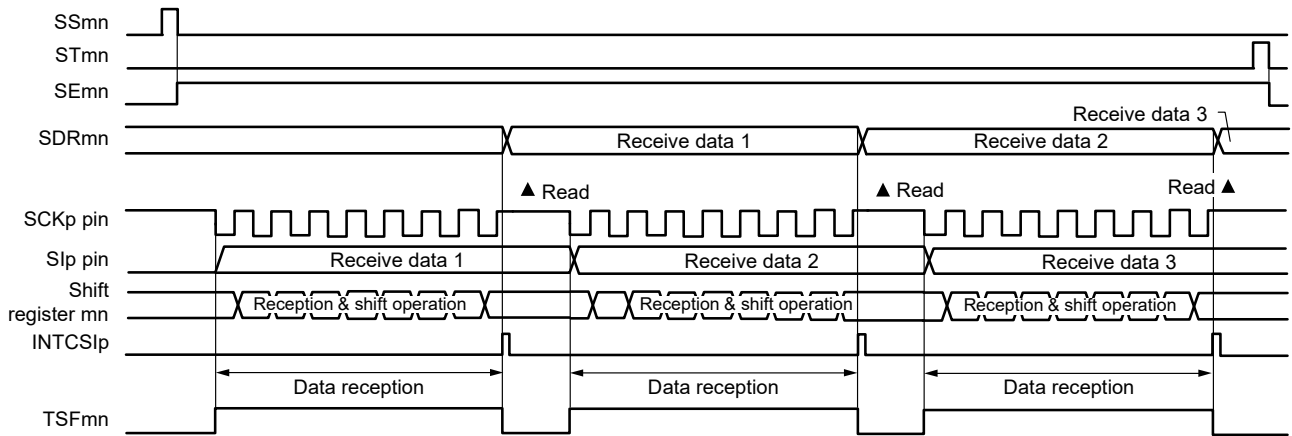 SSmn
STmn
SEmn
Receive data 3
SDRmn
Receive data 1
Receive data 2
▲ Read
▲ Read
Read ▲
SCKp pin
SIp pin
Receive data 1
Receive data 2
Receive data 3
Shift
register mn
Reception & shift operation
Reception & shift operation
Reception & shift operation
INTCSIp
Data reception
Data reception
Data reception
TSFmn